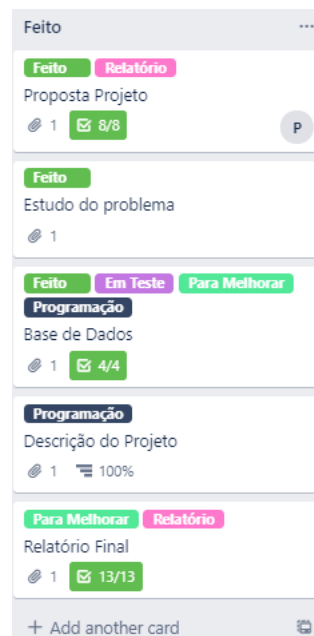 Feito
Feito Relatório
Proposta Projeto
1 8/8
P
Feito
Estudo do problema
1
Feito Em Teste Para Melhorar
Programação
Base de Dados
1 4/4
Programação
Descrição do Projeto
1 100%
Para Melhorar Relatório
Relatório Final
1 13/13
+ Add another card